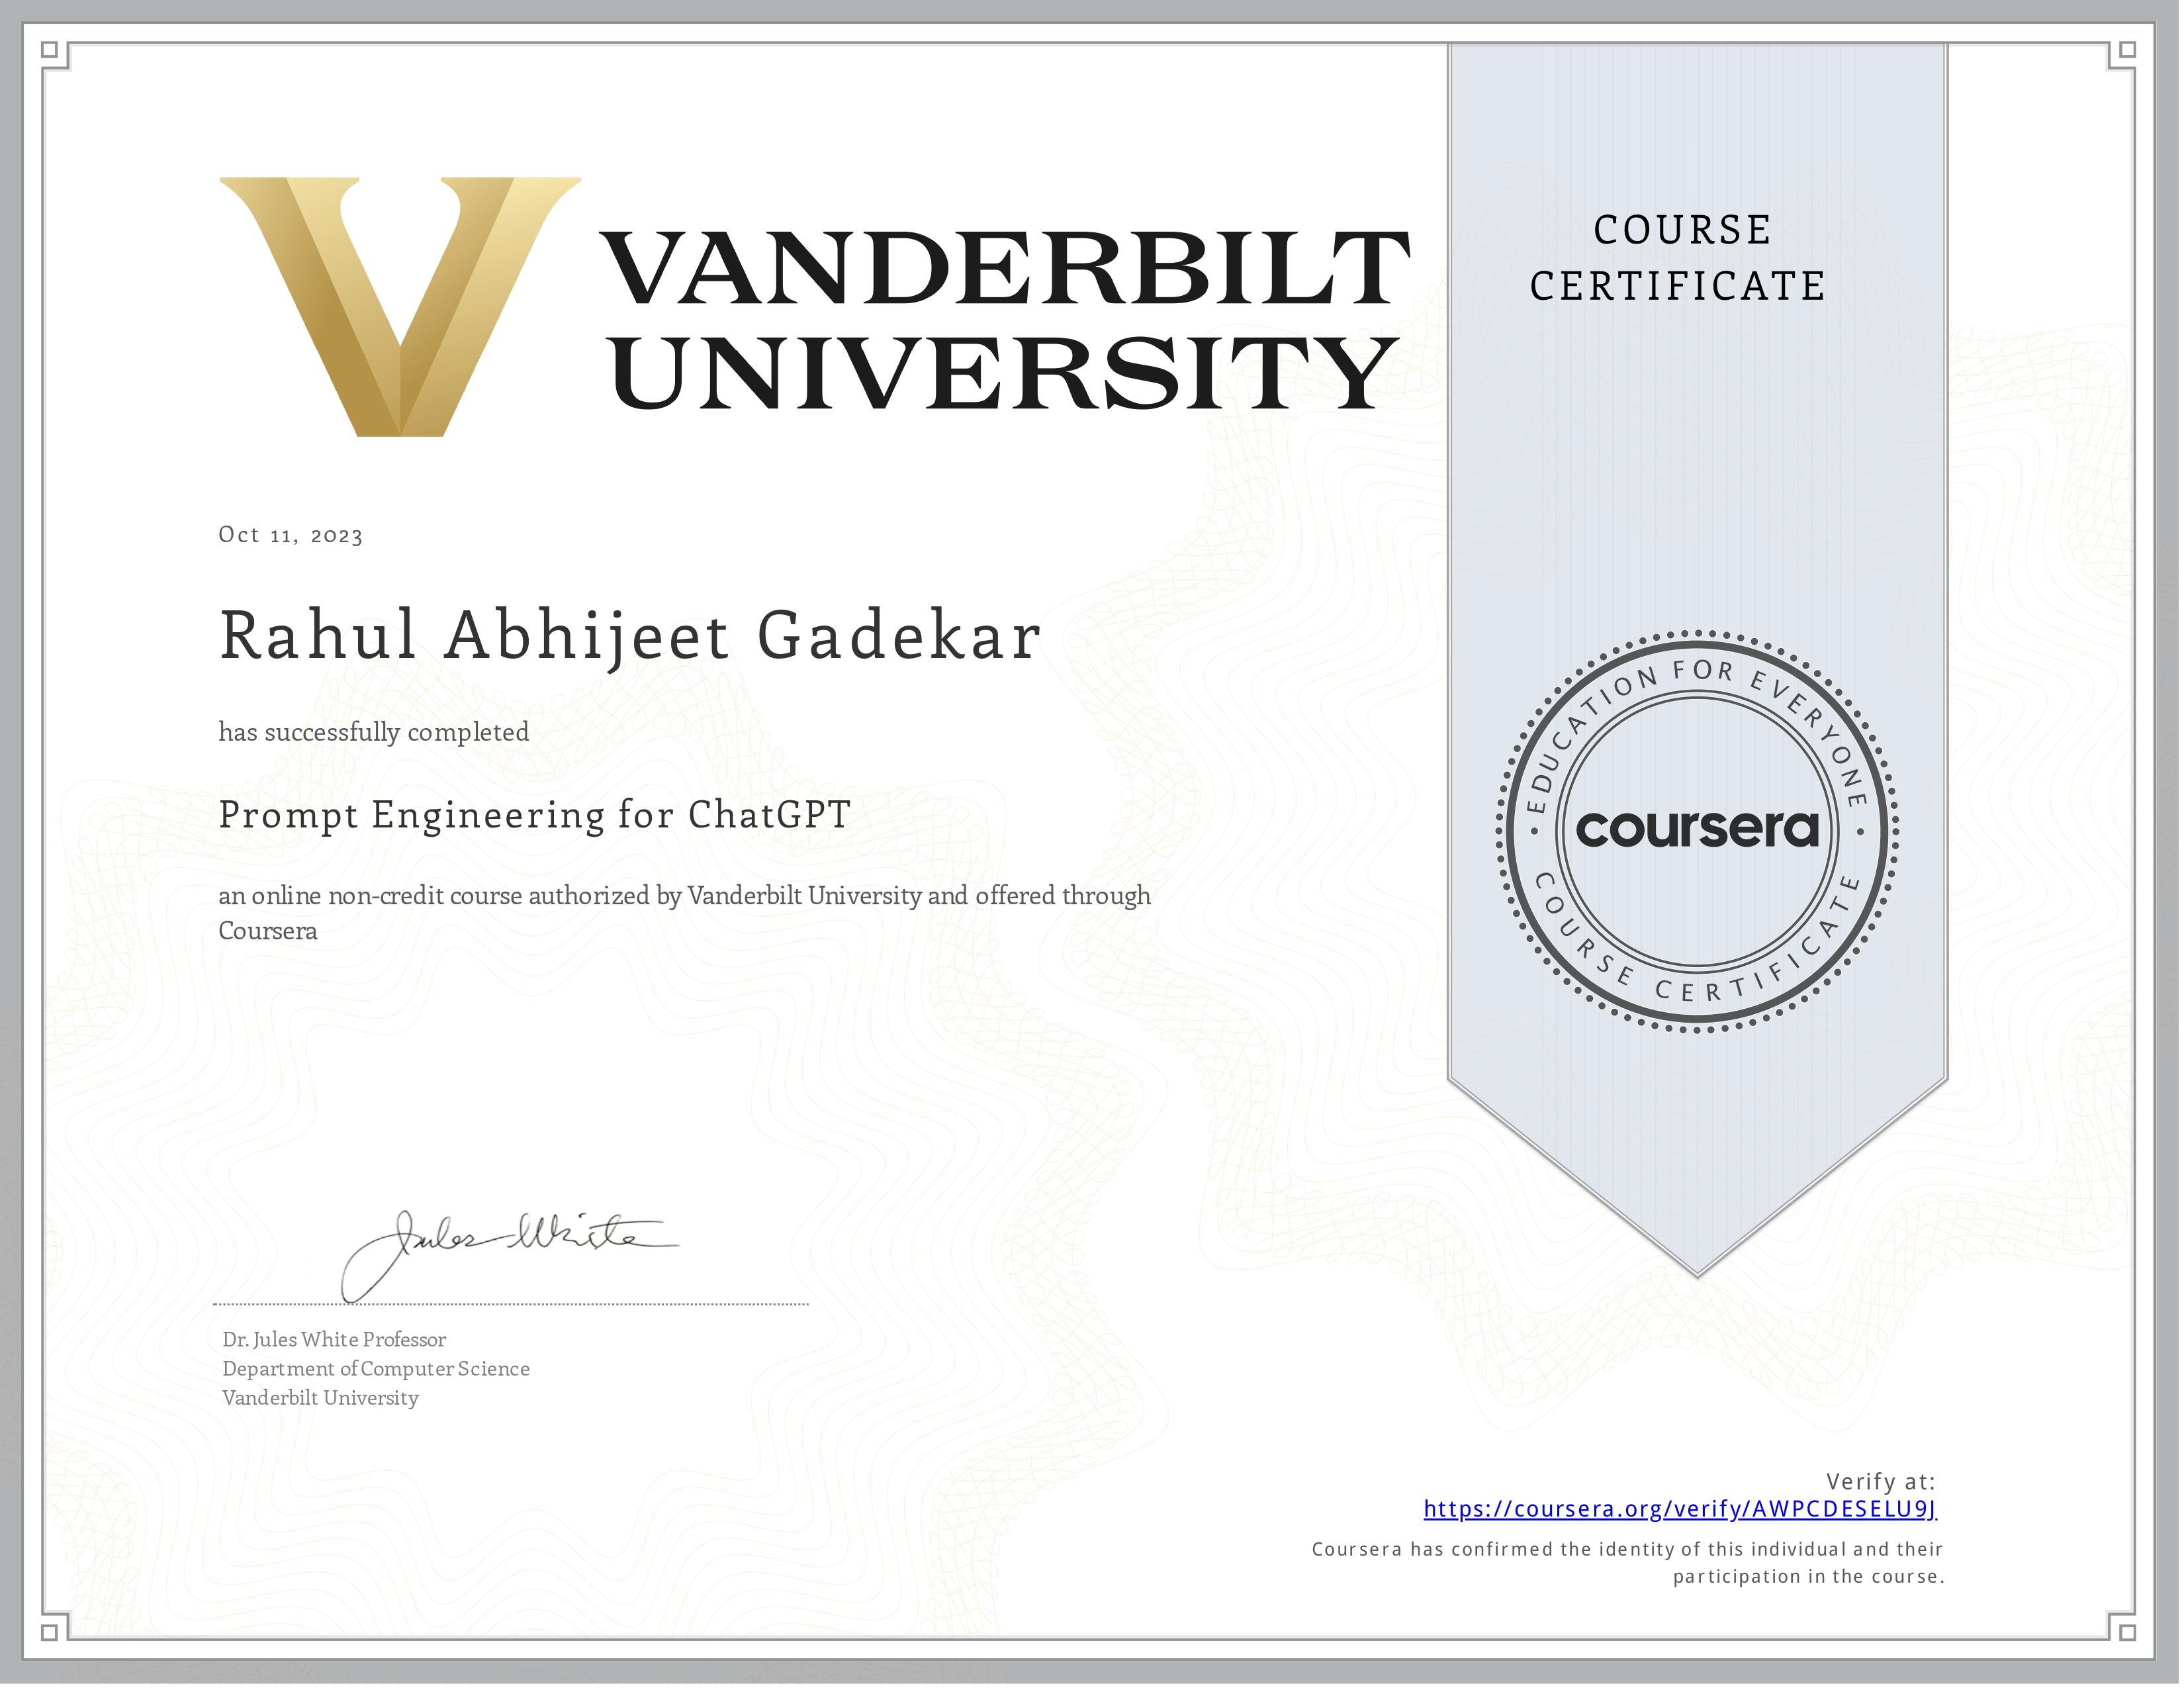 VANDERBILT
UNIVERSITY
COURSE
CERTIFICATE
Oct 11, 2023
Rahul Abhijeet Gadekar
has successfully completed
Prompt Engineering for ChatGPT
an online non-credit course authorized by Vanderbilt University and offered through
Coursera
EDUCATION FOR EVERYONE
coursera
COURSE CERTIFICATE
Jules White
Dr. Jules White Professor
Department of Computer Science
Vanderbilt University
Verify at:
https://coursera.org/verify/AWPCDESELU9J
Coursera has confirmed the identity of this individual and their
participation in the course.